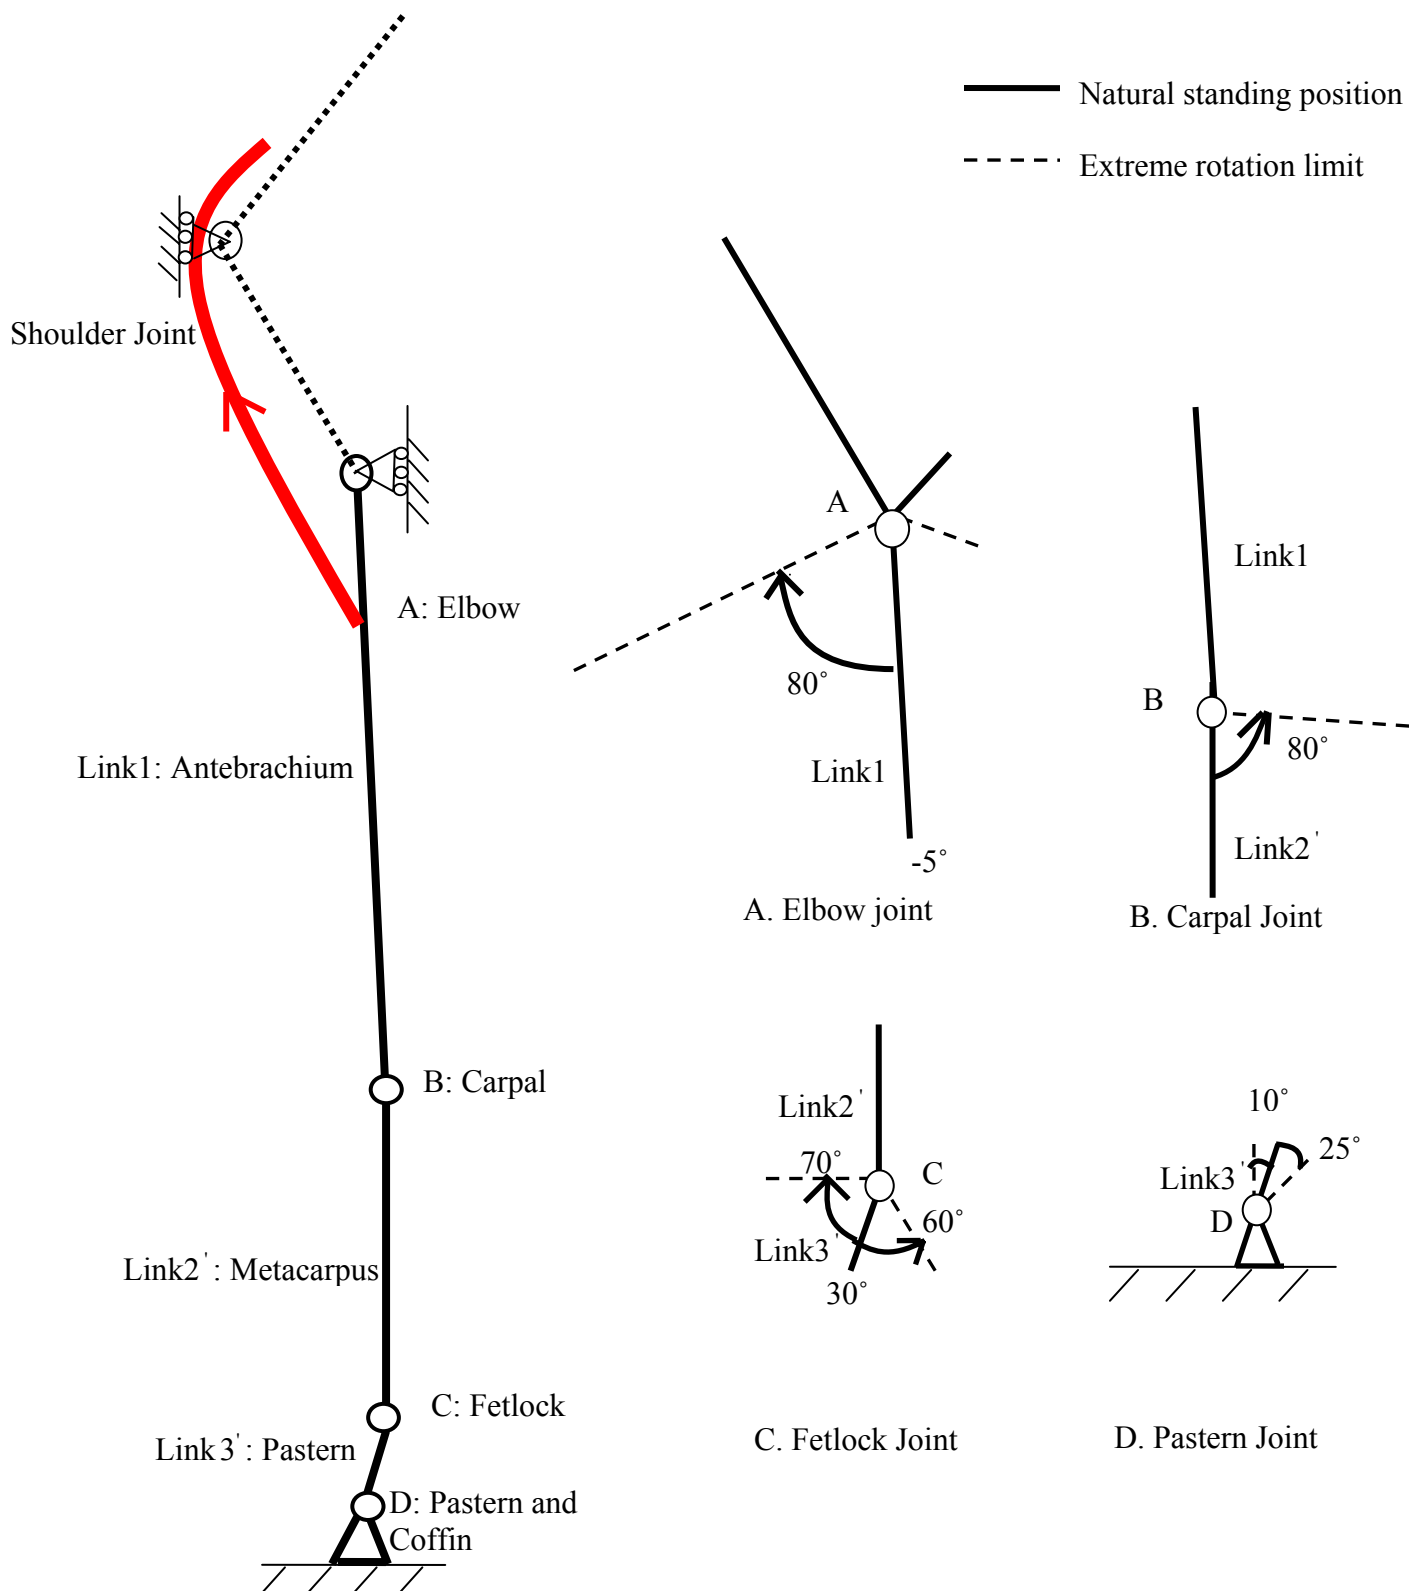 Natural standing position
Extreme rotation limit
Shoulder Joint
A: Elbow
Link1: Antebrachium
B: Carpal
Link2': Metacarpus
C: Fetlock
Link3': Pastern
D: Pastern and
Coffin
A
80°
Link1
-5°
A. Elbow joint
Link1
B
80°
Link2'
B. Carpal Joint
Link2'
70°
C
60°
Link3'
30°
C. Fetlock Joint
10°
25°
Link3'
D
D. Pastern Joint